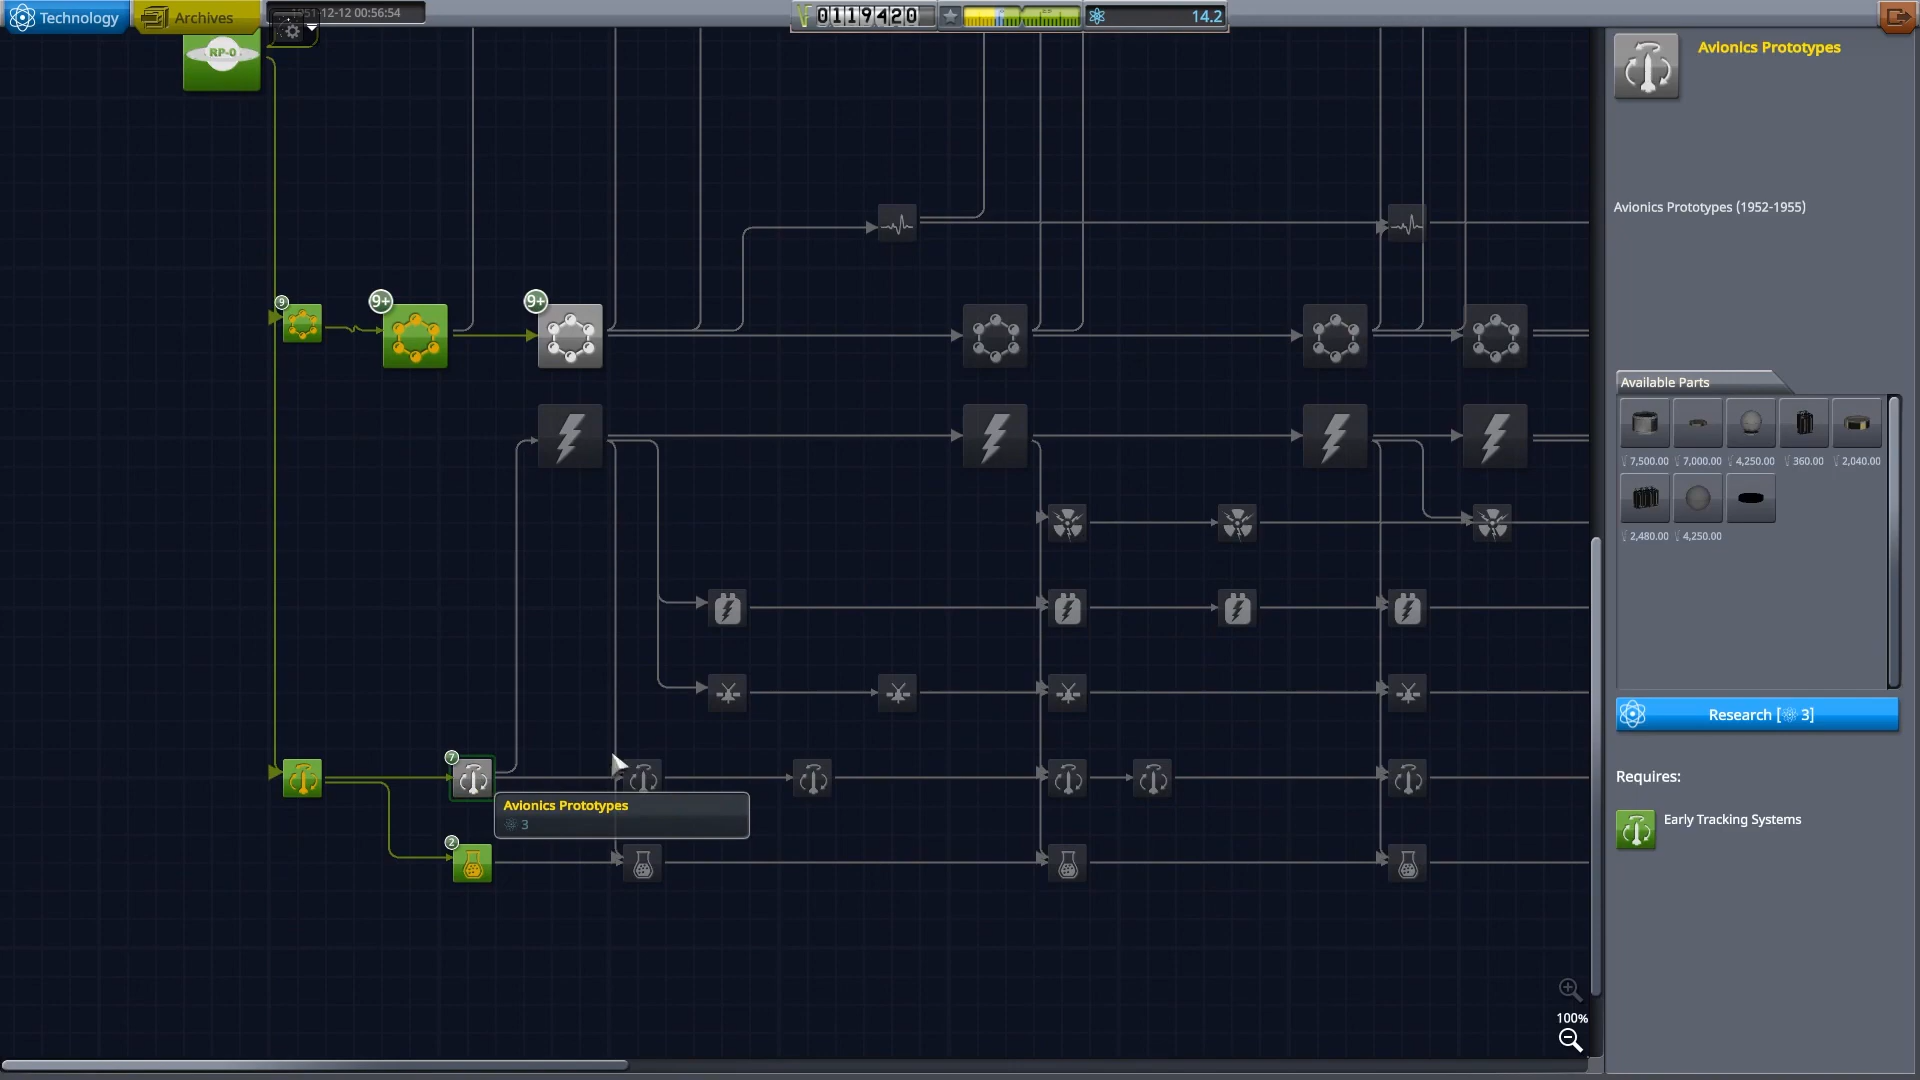 Technology
Archives
1951-12-12 00:56:54
0119420
14.2
RP-0
9
9+
9+
7
Avionics Prototypes
3
2
100%
Avionics Prototypes
Avionics Prototypes (1952-1955)
Available Parts
7,500.00 7,000.00 4,250.00 360.00 2,040.00
2,480.00 4,250.00
Research [ 3]
Requires:
Early Tracking Systems